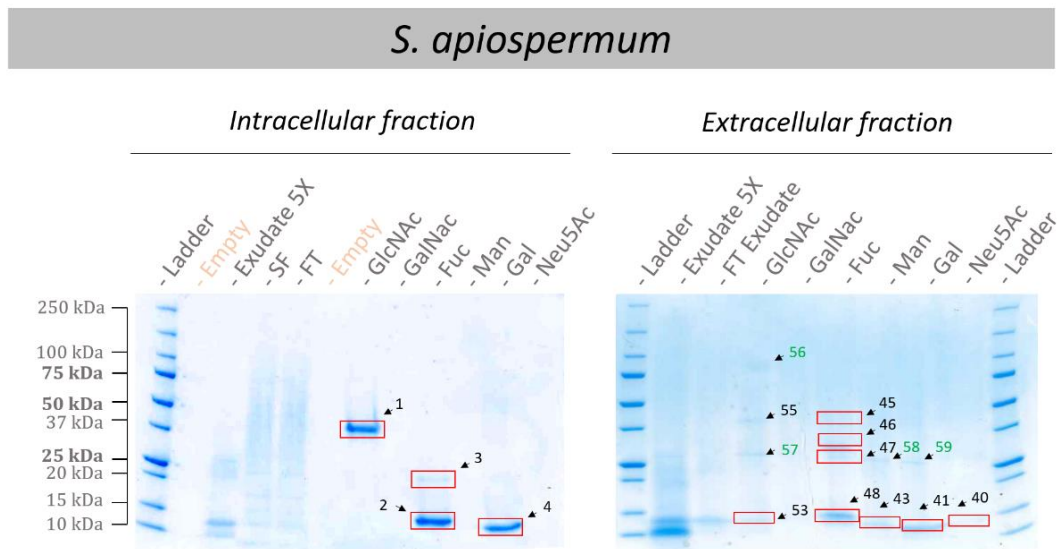 S. apiospermum
Intracellular fraction
Extracellular fraction
- Ladder
- Empty
- Exudate 5X
- SF
- FT
- Empty
- GlcNAc
- GalNac
- Fuc
- Man
- Gal
- Neu5Ac
- Ladder
- Exudate 5X
- FT Exudate
- GlcNAc
- GalNac
- Fuc
- Man
- Gal
- Neu5Ac
- Ladder
250 kDa
100 kDa
75 kDa
50 kDa
37 kDa
25 kDa
20 kDa
15 kDa
10 kDa
1
3
2
4
56
55
45
46
57
47
58
59
53
48
43
41
40